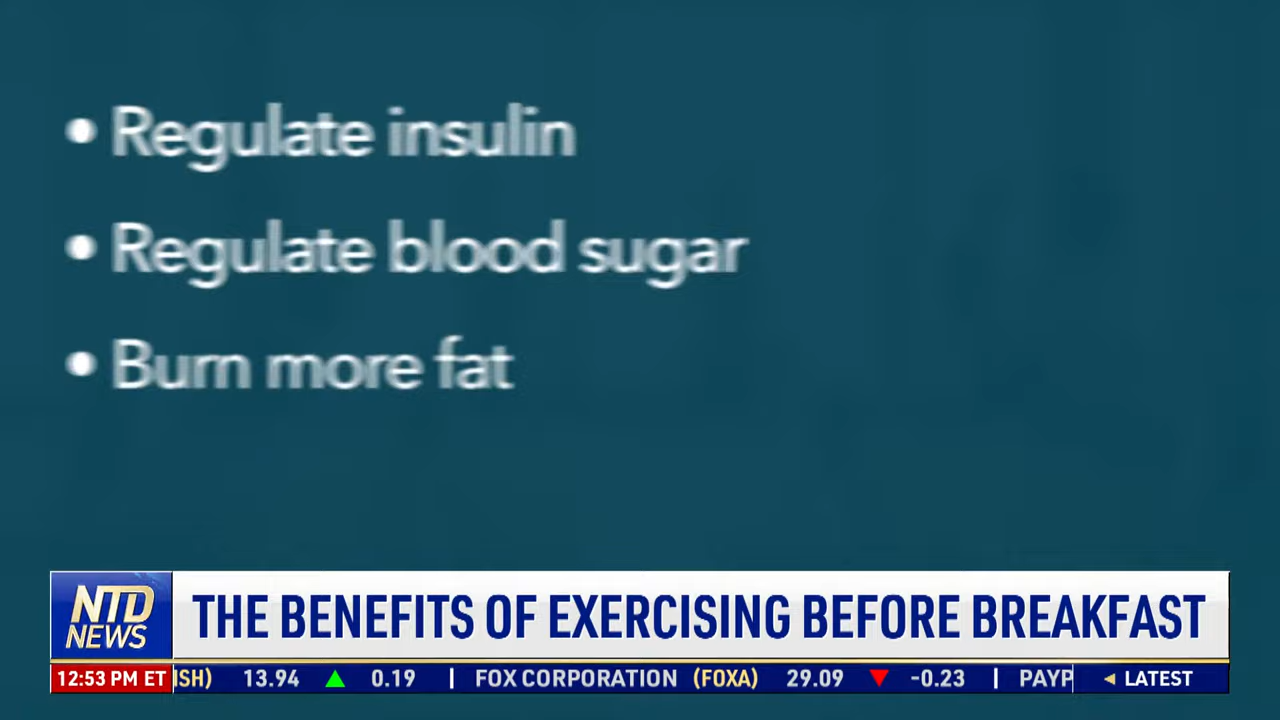 • Regulate insulin
• Regulate blood sugar
• Burn more fat
NTD
NEWS
THE BENEFITS OF EXERCISING BEFORE BREAKFAST
12:53 PM ET
ISH) 13.94 ▲ 0.19 | FOX CORPORATION (FOXA) 29.09 ▼ -0.23 | PAYP
◄ LATEST